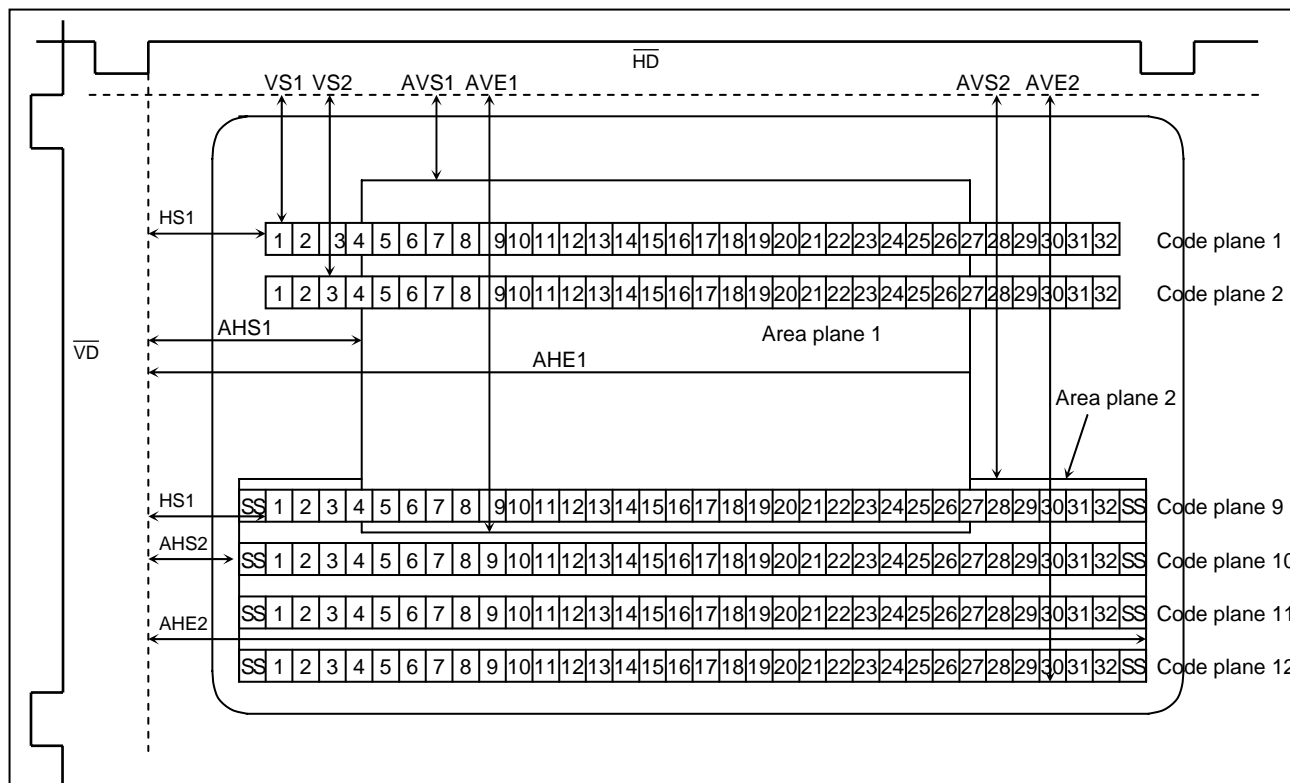 HD
VS1 VS2 AVS1 AVE1 AVS2 AVE2
HS1
1 2 3 4 5 6 7 8 9 10 11 12 13 14 15 16 17 18 19 20 21 22 23 24 25 26 27 28 29 30 31 32 Code plane 1
1 2 3 4 5 6 7 8 9 10 11 12 13 14 15 16 17 18 19 20 21 22 23 24 25 26 27 28 29 30 31 32 Code plane 2
AHS1
Area plane 1
VD
AHE1
Area plane 2
HS1
SS 1 2 3 4 5 6 7 8 9 10 11 12 13 14 15 16 17 18 19 20 21 22 23 24 25 26 27 28 29 30 31 32 SS Code plane 9
AHS2
SS 1 2 3 4 5 6 7 8 9 10 11 12 13 14 15 16 17 18 19 20 21 22 23 24 25 26 27 28 29 30 31 32 SS Code plane 10
SS 1 2 3 4 5 6 7 8 9 10 11 12 13 14 15 16 17 18 19 20 21 22 23 24 25 26 27 28 29 30 31 32 SS Code plane 11
AHE2
SS 1 2 3 4 5 6 7 8 9 10 11 12 13 14 15 16 17 18 19 20 21 22 23 24 25 26 27 28 29 30 31 32 SS Code plane 12